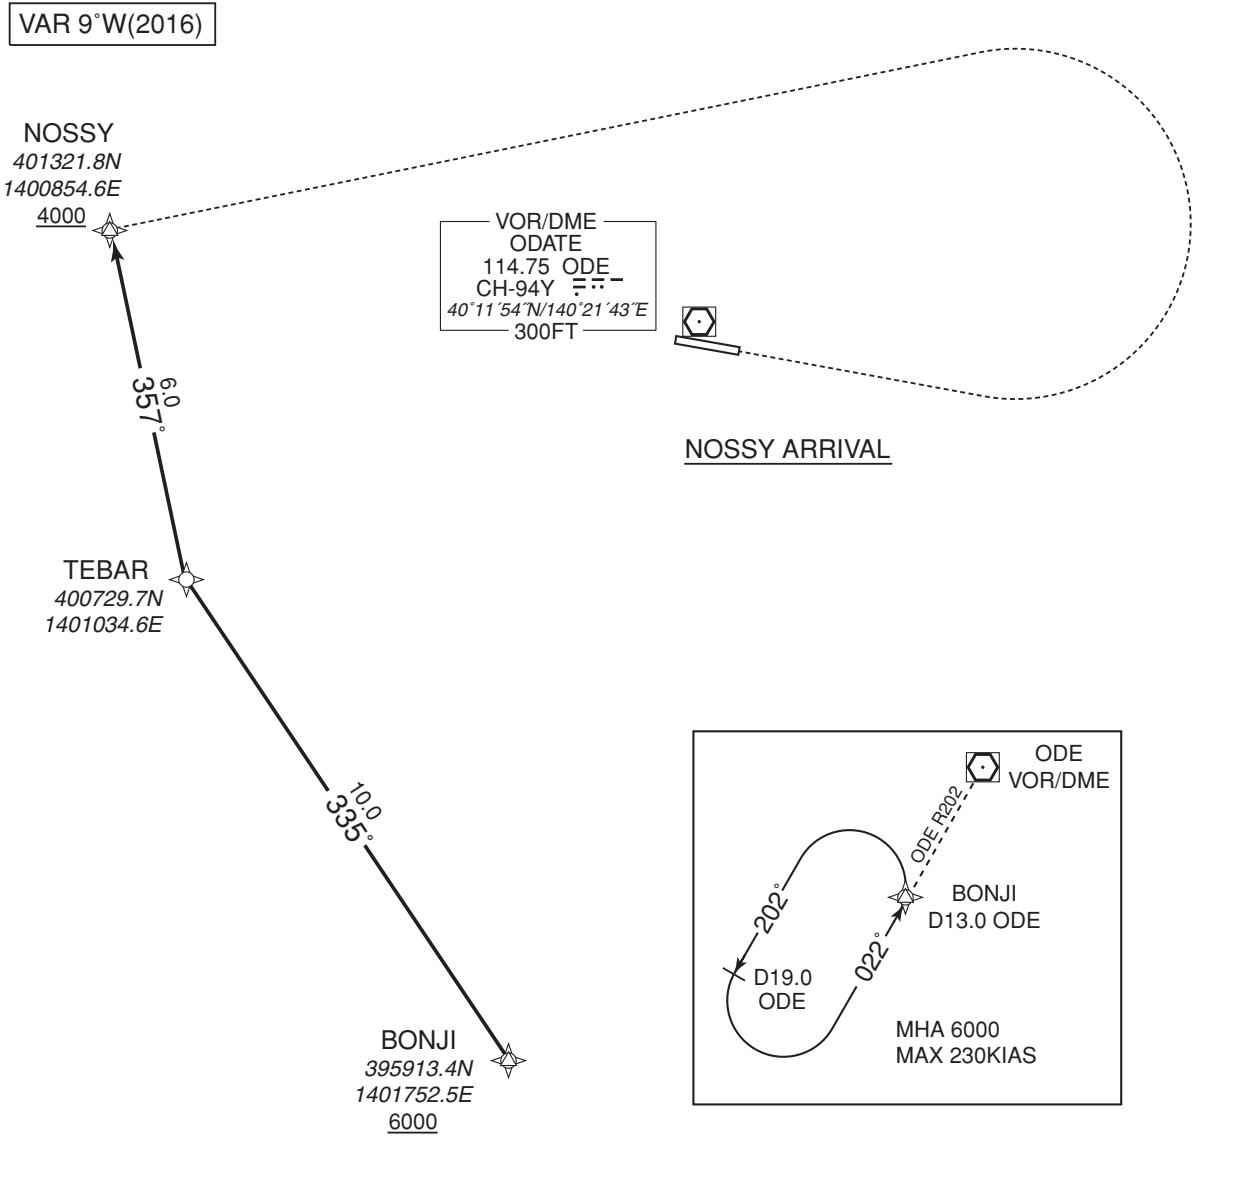 VAR 9°W(2016)
NOSSY
401321.8N
1400854.6E
4000
VOR/DME
ODATE
114.75 ODE
CH-94Y
40°11´54˝N/140°21´43˝E
300FT
6.0
357°
NOSSY ARRIVAL
TEBAR
400729.7N
1401034.6E
10.0
335°
BONJI
395913.4N
1401752.5E
6000
ODE
VOR/DME
ODE R202
202°
BONJI
D13.0 ODE
022°
D19.0
ODE
MHA 6000
MAX 230KIAS